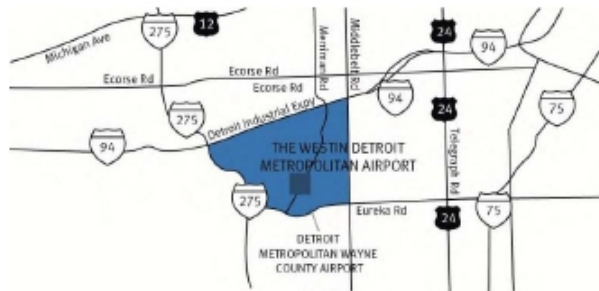 275
12
Michigan Ave
Merriman Rd
Middlebelt Rd
24
94
Ecorse Rd
Ecorse Rd
Ecorse Rd
94
75
275
Detroit Industrial Expy
24
94
THE WESTIN DETROIT
METROPOLITAN AIRPORT
Telegraph Rd
275
Eureka Rd
24
75
DETROIT
METROPOLITAN WAYNE
COUNTY AIRPORT